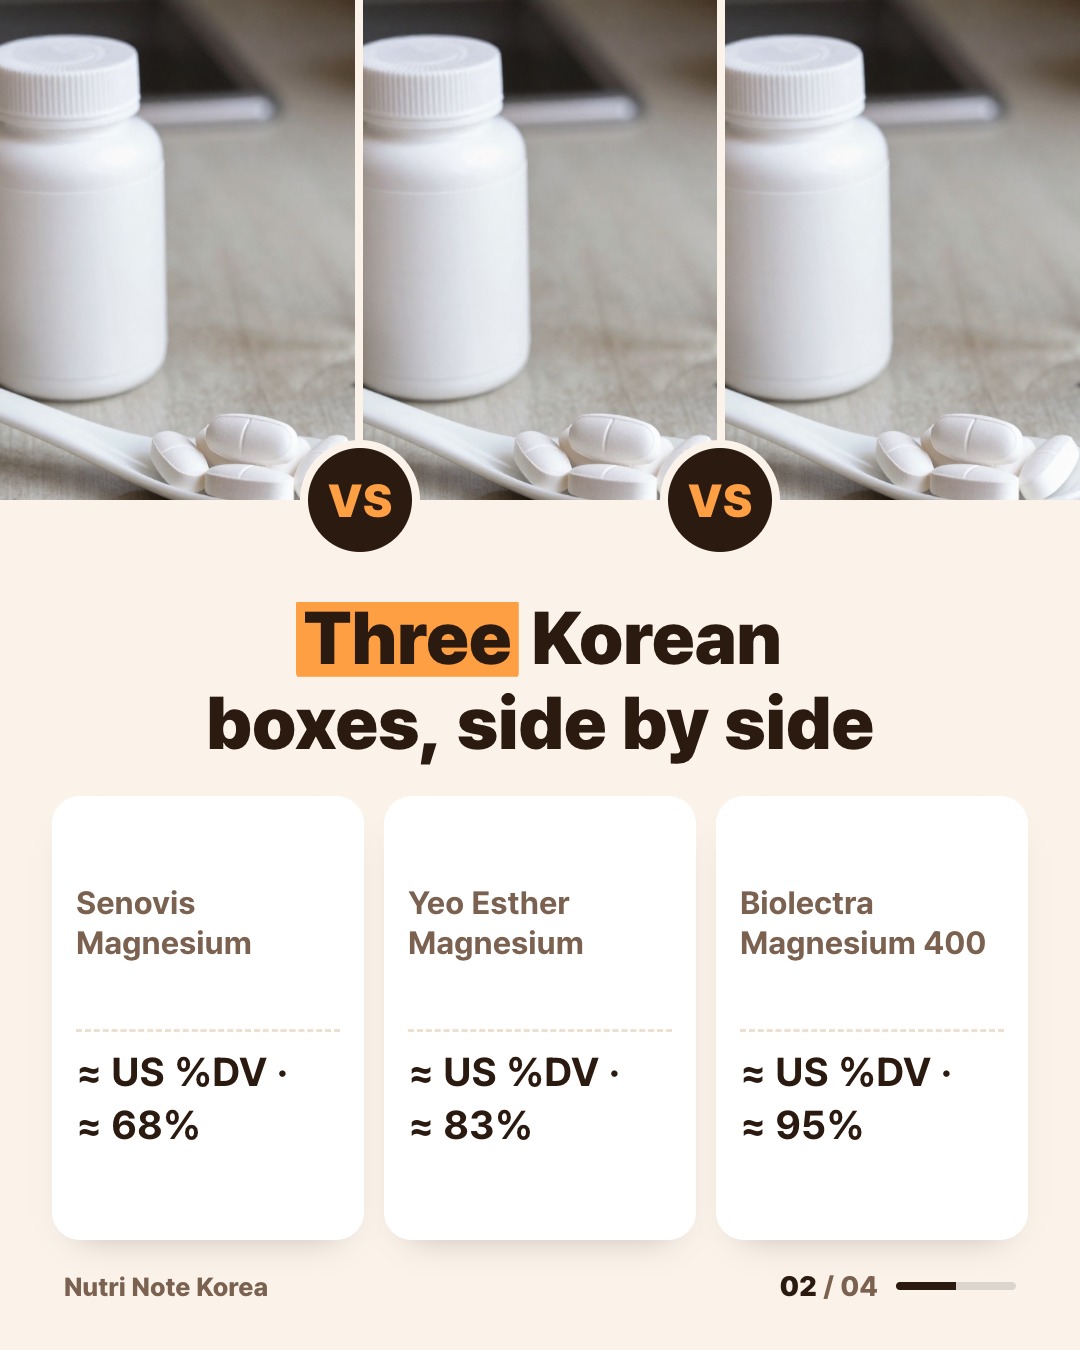 VS
VS
Three Korean
boxes, side by side
Senovis
Magnesium
≈ US %DV ·
≈ 68%
Yeo Esther
Magnesium
≈ US %DV ·
≈ 83%
Biolectra
Magnesium 400
≈ US %DV ·
≈ 95%
Nutri Note Korea
02 / 04